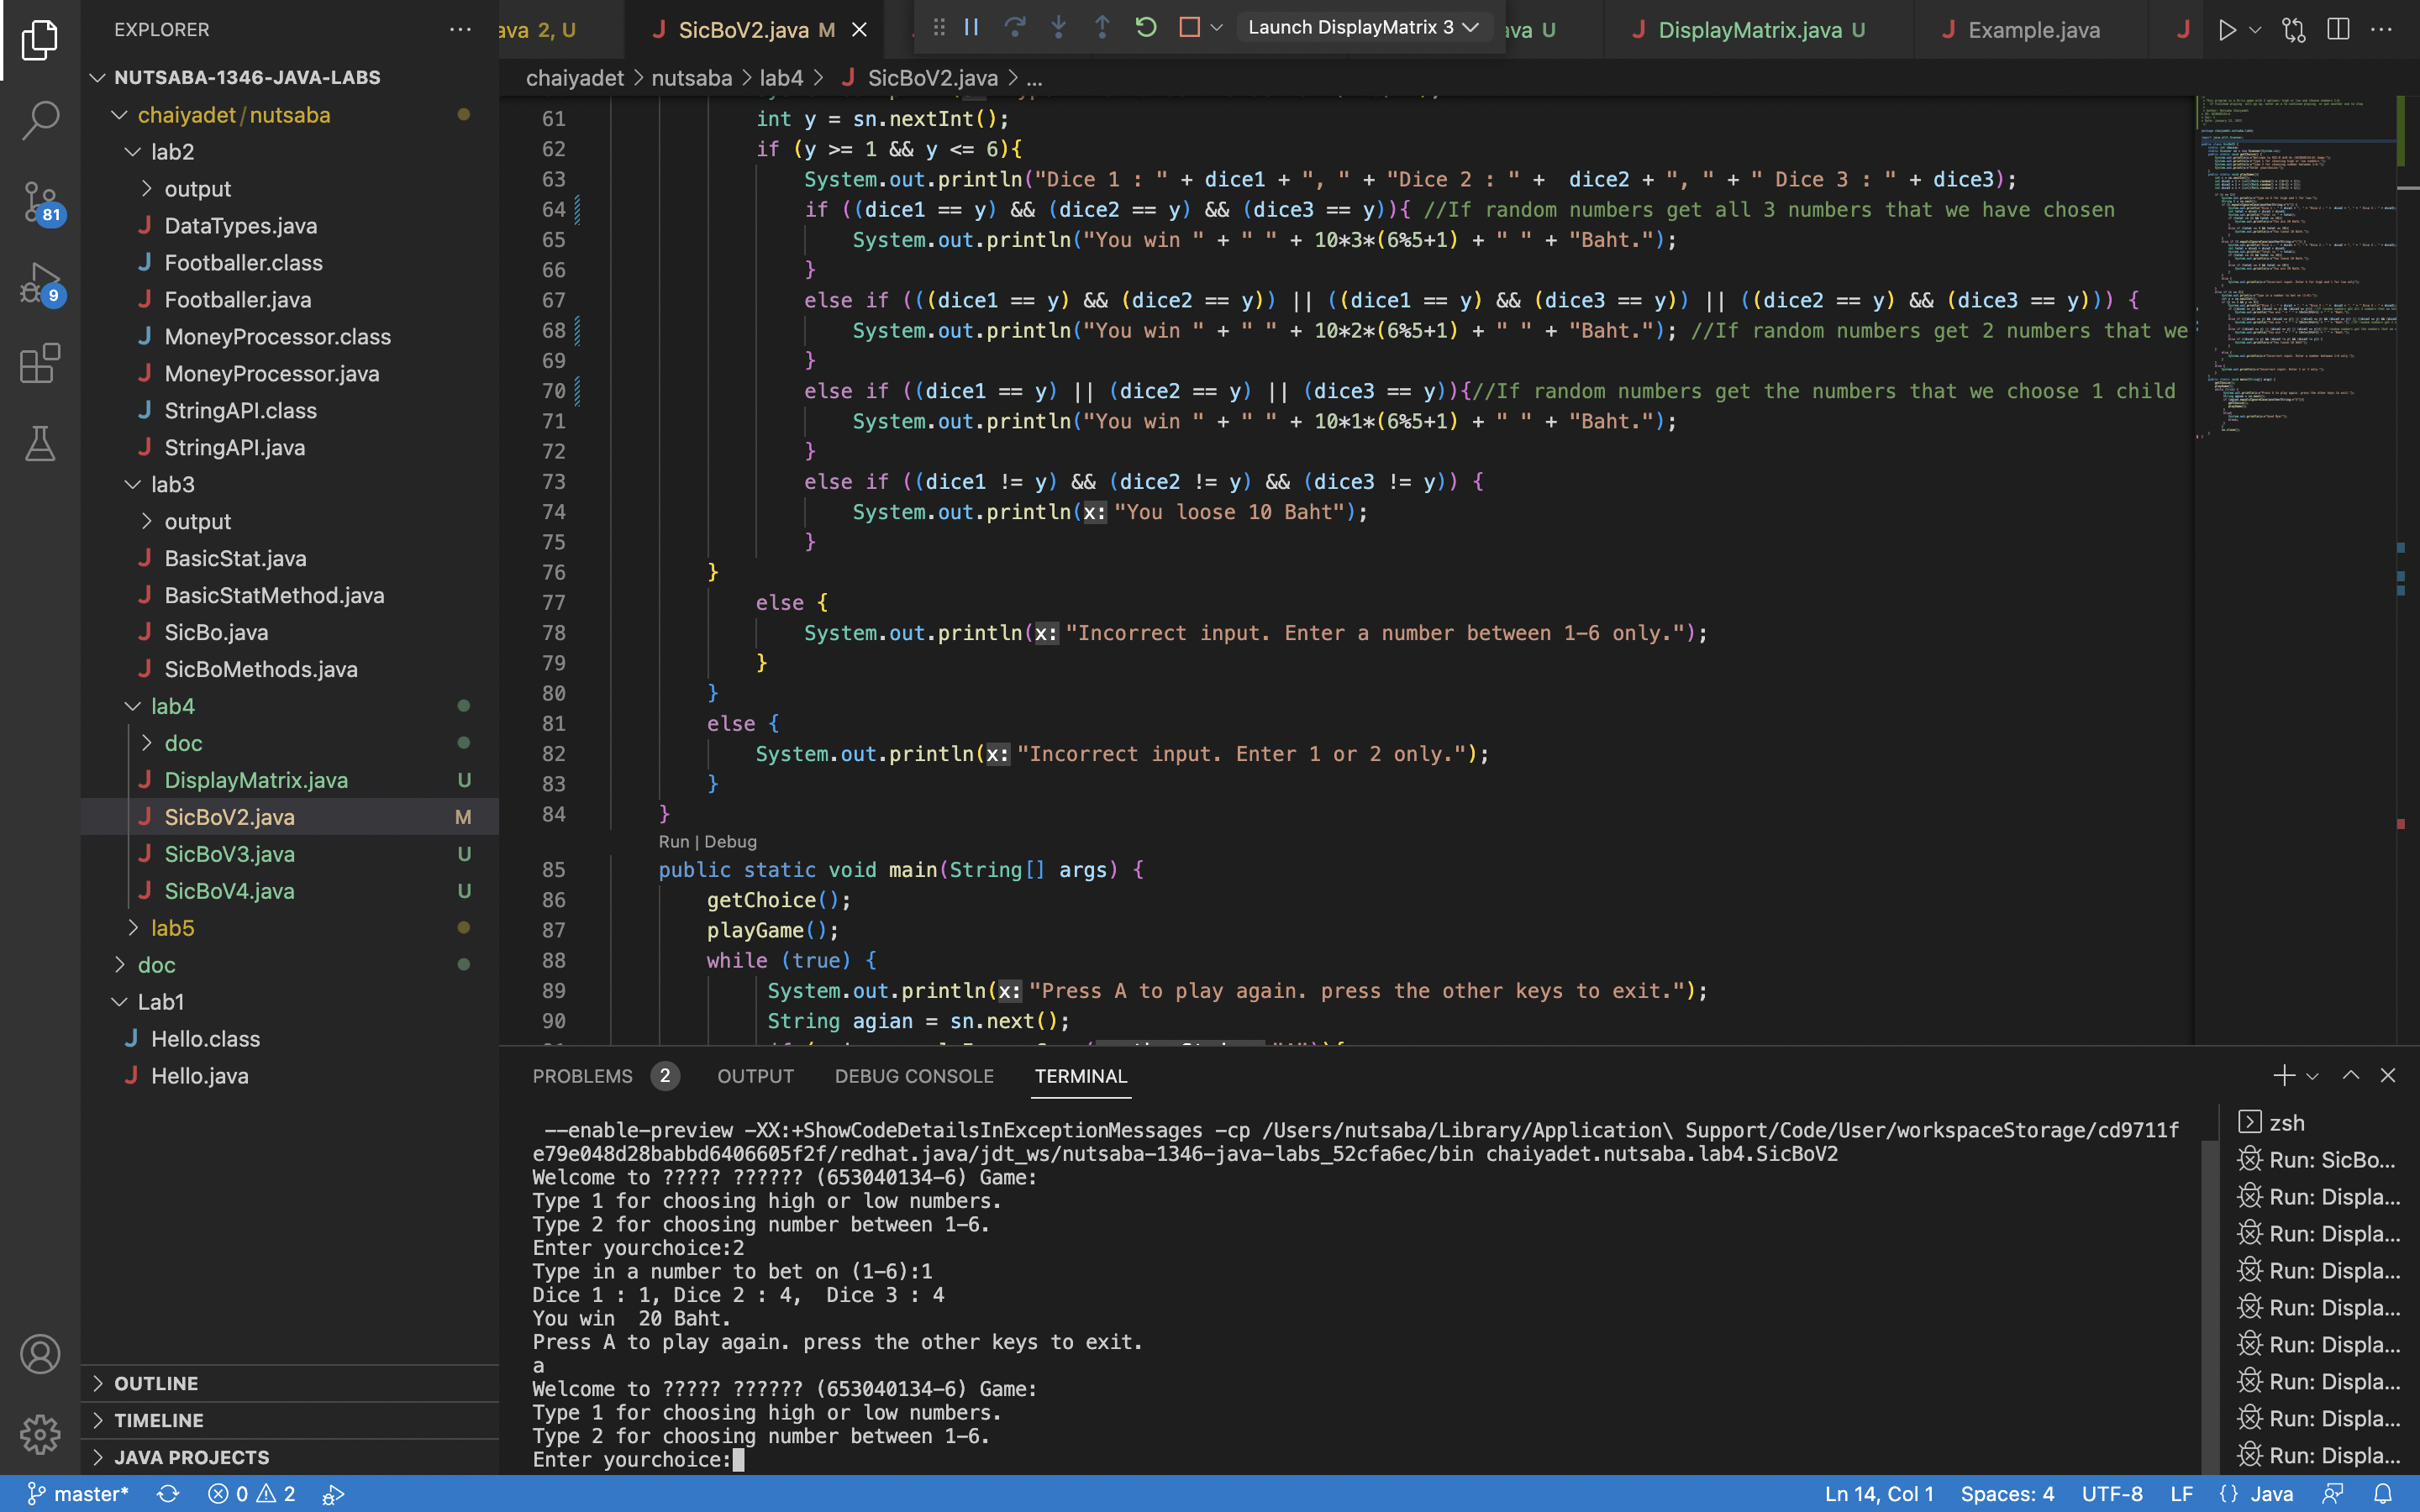 EXPLORER
NUTSABA-1346-JAVA-LABS
chaiyadet/nutsaba
lab2
output
DataTypes.java
Footballer.class
Footballer.java
MoneyProcessor.class
MoneyProcessor.java
StringAPI.class
StringAPI.java
lab3
output
BasicStat.java
BasicStatMethod.java
SicBo.java
SicBoMethods.java
lab4
doc
DisplayMatrix.java U
SicBoV2.java M
SicBoV3.java U
SicBoV4.java U
lab5
doc
Lab1
Hello.class
Hello.java
OUTLINE
TIMELINE
JAVA PROJECTS
81
9
ava 2, U
SicBoV2.java M
Launch DisplayMatrix 3
ava U
DisplayMatrix.java U
Example.java
chaiyadet > nutsaba > lab4 > SicBoV2.java > ...
61 int y = sn.nextInt();
62 if (y >= 1 && y <= 6){
63 System.out.println("Dice 1 : " + dice1 + ", " + "Dice 2 : " +  dice2 + ", " + " Dice 3 : " + dice3);
64 if ((dice1 == y) && (dice2 == y) && (dice3 == y)){ //If random numbers get all 3 numbers that we have chosen
65 System.out.println("You win " + " " + 10*3*(6%5+1) + " " + "Baht.");
66 }
67 else if (((dice1 == y) && (dice2 == y)) || ((dice1 == y) && (dice3 == y)) || ((dice2 == y) && (dice3 == y))) {
68 System.out.println("You win " + " " + 10*2*(6%5+1) + " " + "Baht."); //If random numbers get 2 numbers that we
69 }
70 else if ((dice1 == y) || (dice2 == y) || (dice3 == y)){//If random numbers get the numbers that we choose 1 child
71 System.out.println("You win " + " " + 10*1*(6%5+1) + " " + "Baht.");
72 }
73 else if ((dice1 != y) && (dice2 != y) && (dice3 != y)) {
74 System.out.println(x: "You loose 10 Baht");
75 }
76 }
77 else {
78 System.out.println(x: "Incorrect input. Enter a number between 1-6 only.");
79 }
80 }
81 else {
82 System.out.println(x: "Incorrect input. Enter 1 or 2 only.");
83 }
84 }
Run | Debug
85 public static void main(String[] args) {
86 getChoice();
87 playGame();
88 while (true) {
89 System.out.println(x: "Press A to play again. press the other keys to exit.");
90 String agian = sn.next();
PROBLEMS 2 OUTPUT DEBUG CONSOLE TERMINAL
--enable-preview -XX:+ShowCodeDetailsInExceptionMessages -cp /Users/nutsaba/Library/Application\ Support/Code/User/workspaceStorage/cd9711f
e79e048d28babbd6406605f2f/redhat.java/jdt_ws/nutsaba-1346-java-labs_52cfa6ec/bin chaiyadet.nutsaba.lab4.SicBoV2
Welcome to ????? ?????? (653040134-6) Game:
Type 1 for choosing high or low numbers.
Type 2 for choosing number between 1-6.
Enter yourchoice:2
Type in a number to bet on (1-6):1
Dice 1 : 1, Dice 2 : 4,  Dice 3 : 4
You win  20 Baht.
Press A to play again. press the other keys to exit.
a
Welcome to ????? ?????? (653040134-6) Game:
Type 1 for choosing high or low numbers.
Type 2 for choosing number between 1-6.
Enter yourchoice:
zsh
Run: SicBo...
Run: Displa...
Run: Displa...
Run: Displa...
Run: Displa...
Run: Displa...
Run: Displa...
Run: Displa...
Run: Displa...
master* 0 2
Ln 14, Col 1 Spaces: 4 UTF-8 LF {} Java